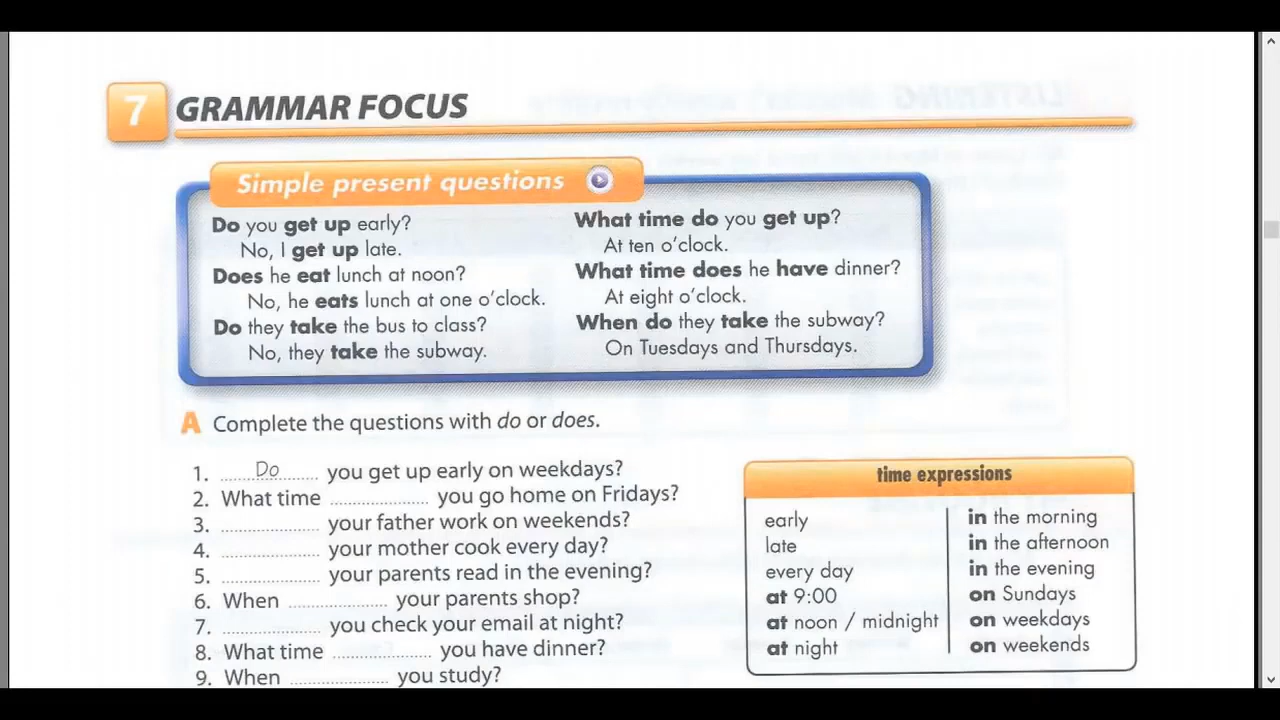 7 GRAMMAR FOCUS
Simple present questions
Do you get up early?
No, I get up late.
Does he eat lunch at noon?
No, he eats lunch at one o'clock.
Do they take the bus to class?
No, they take the subway.
What time do you get up?
At ten o'clock.
What time does he have dinner?
At eight o'clock.
When do they take the subway?
On Tuesdays and Thursdays.
A Complete the questions with do or does.
1. Do you get up early on weekdays?
2. What time .................... you go home on Fridays?
3. .................... your father work on weekends?
4. .................... your mother cook every day?
5. .................... your parents read in the evening?
6. When .................... your parents shop?
7. .................... you check your email at night?
8. What time .................... you have dinner?
9. When .................... you study?
time expressions
early
late
every day
at 9:00
at noon / midnight
at night
in the morning
in the afternoon
in the evening
on Sundays
on weekdays
on weekends